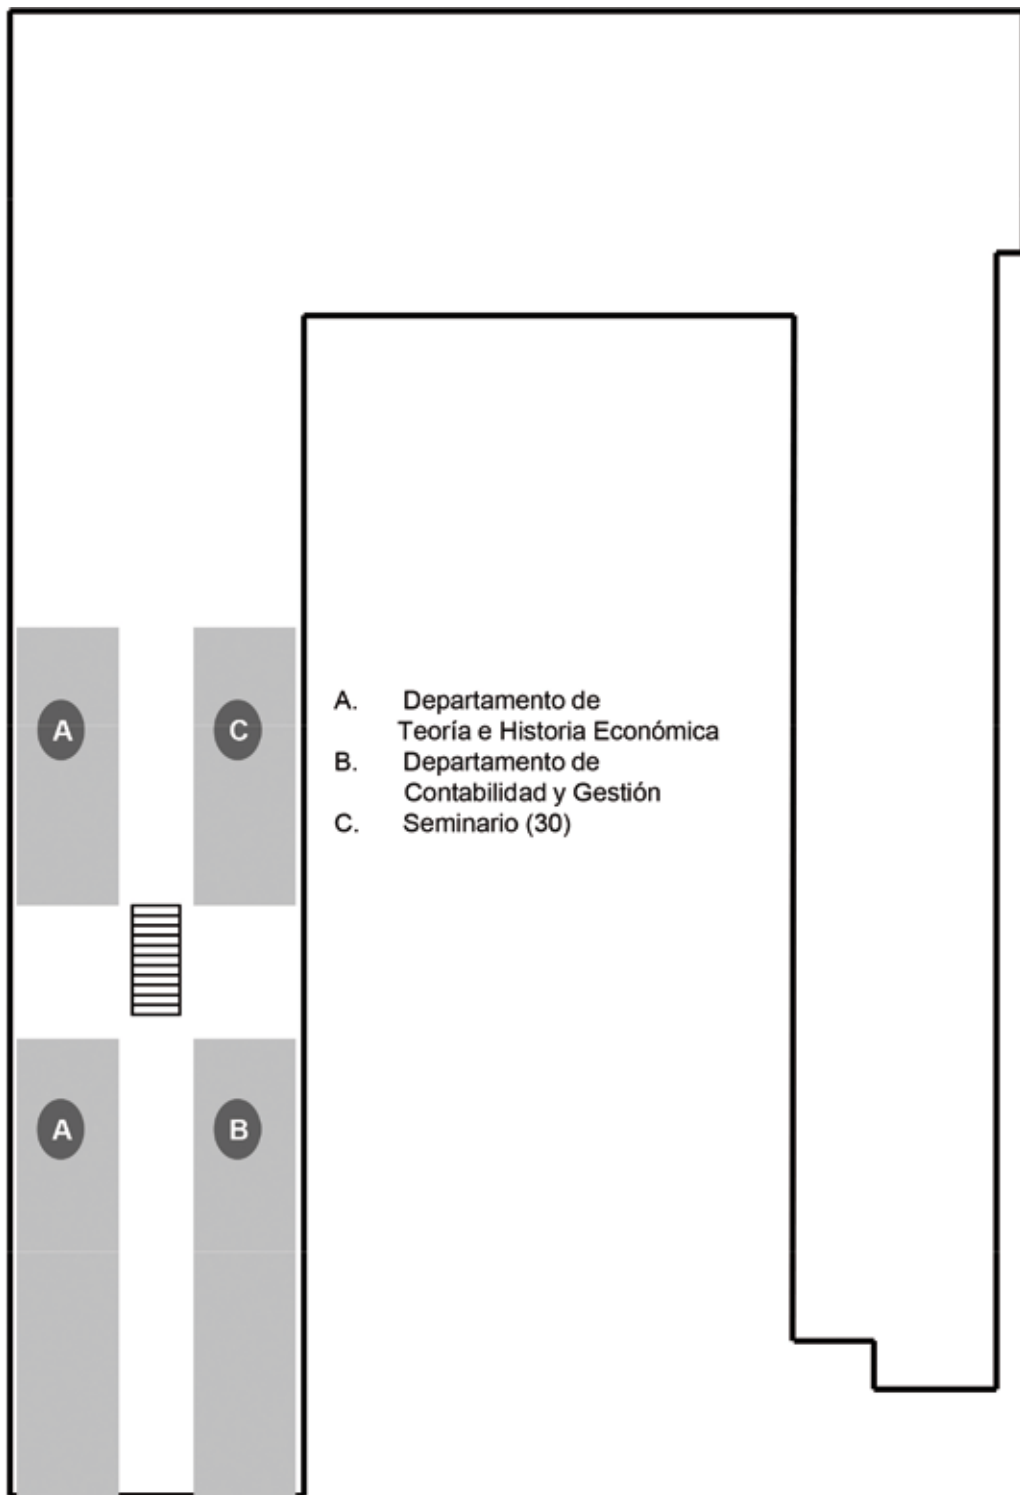 A C
A. Departamento de
Teoría e Historia Económica
B. Departamento de
Contabilidad y Gestión
C. Seminario (30)
A B